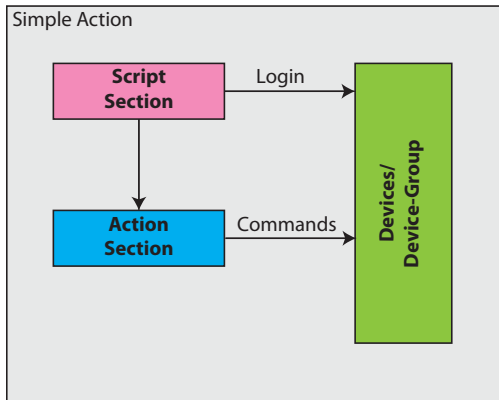 Simple Action
Script
Section
Login
Action
Section
Commands
Devices/
Device-Group